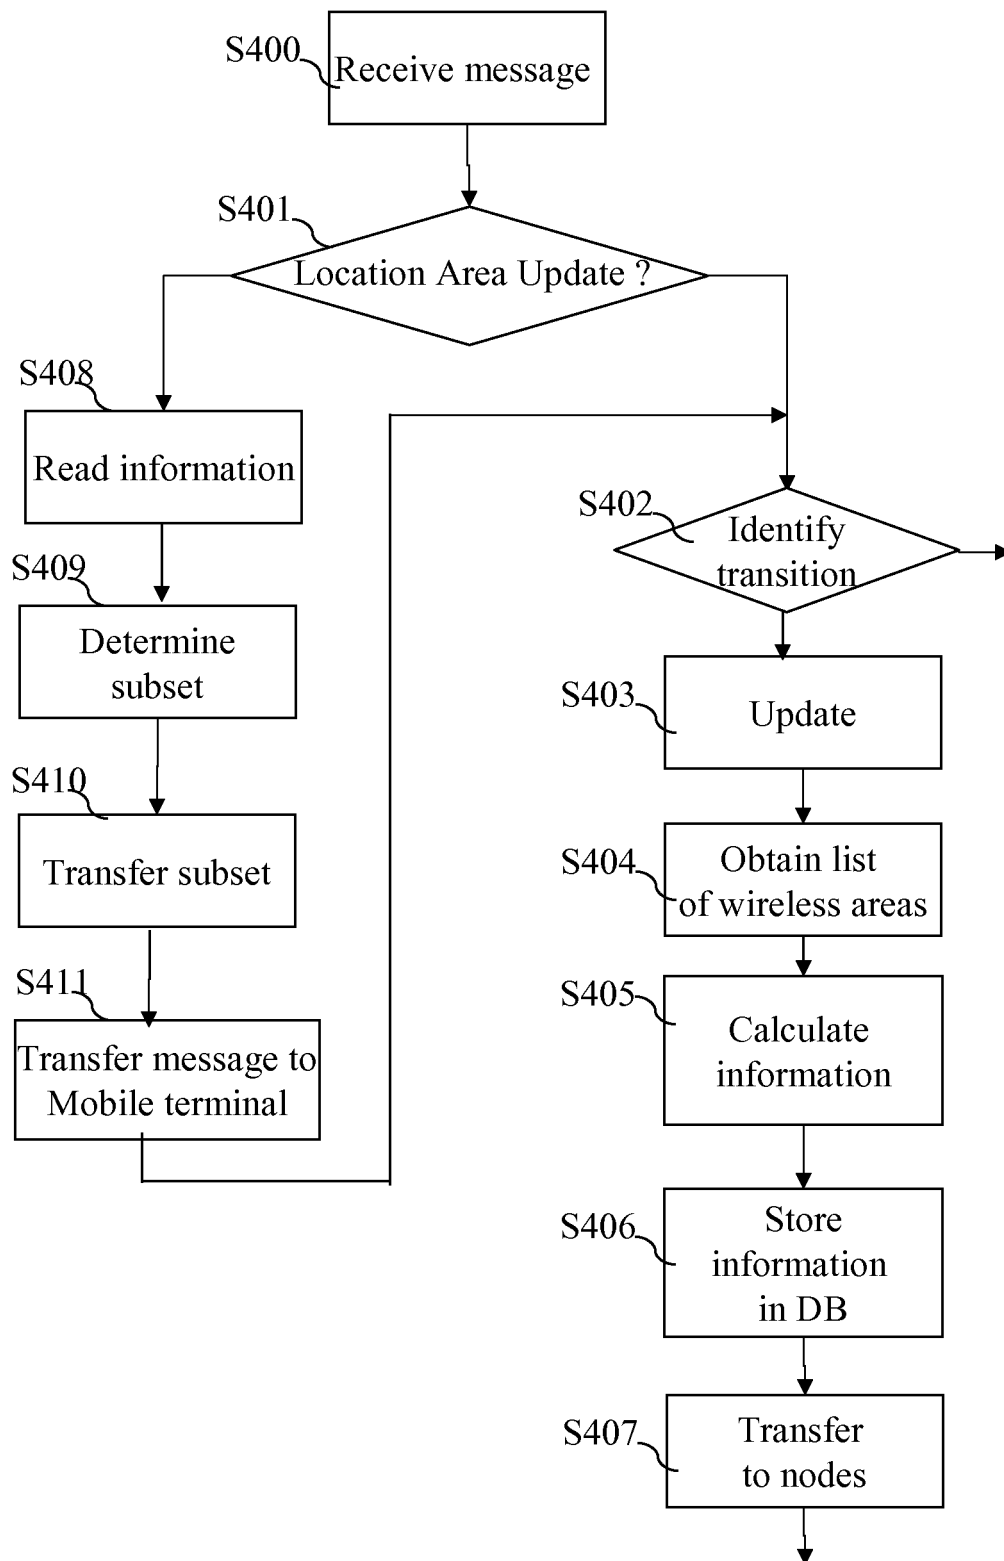 S400
Receive message
S401
Location Area Update ?
S408
Read information
S402
Identify
transition
S409
Determine
subset
S403
Update
S410
Transfer subset
S404
Obtain list
of wireless areas
S411
Transfer message to
Mobile terminal
S405
Calculate
information
S406
Store
information
in DB
S407
Transfer
to nodes